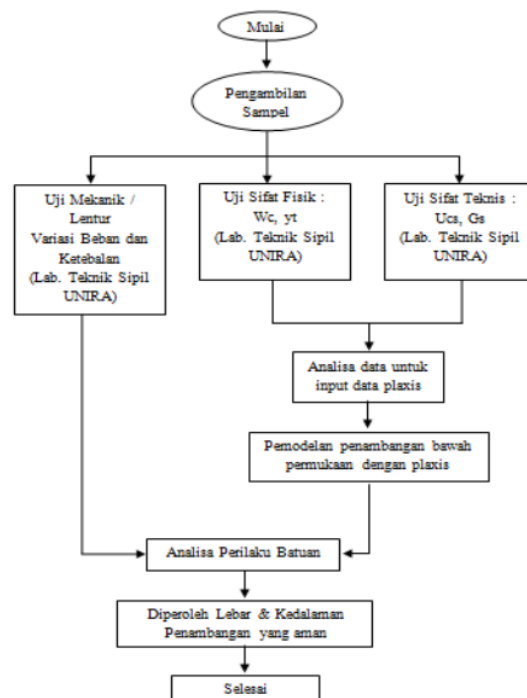 Mulai
Pengambilan
Sampel
Uji Mekanik /
Lentur
Variasi Beban dan
Ketebalan
(Lab. Teknik Sipil
UNIRA)
Uji Sifat Fisik :
Wc, γt
(Lab. Teknik Sipil
UNIRA)
Uji Sifat Teknis :
Ucs, Gs
(Lab. Teknik Sipil
UNIRA)
Analisa data untuk
input data plaxis
Pemodelan penambangan bawah
permukaan dengan plaxis
Analisa Perilaku Batuan
Diperoleh Lebar & Kedalaman
Penambangan yang aman
Selesai